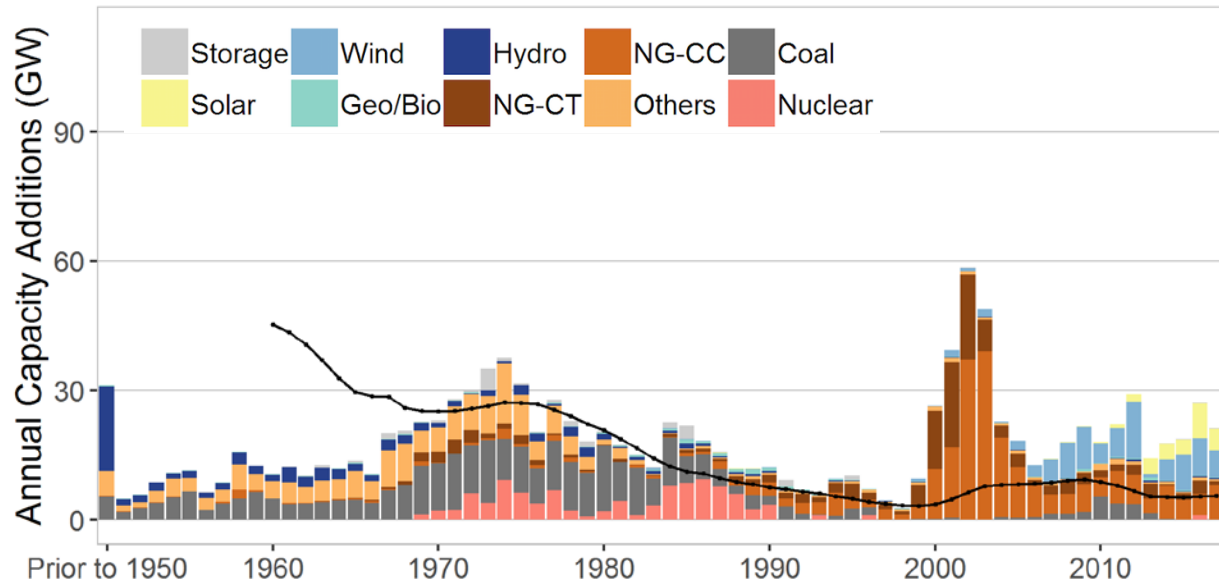 Annual Capacity Additions (GW)
Storage Wind Hydro NG-CC Coal
Solar Geo/Bio NG-CT Others Nuclear
90
60
30
0
Prior to 1950 1960 1970 1980 1990 2000 2010